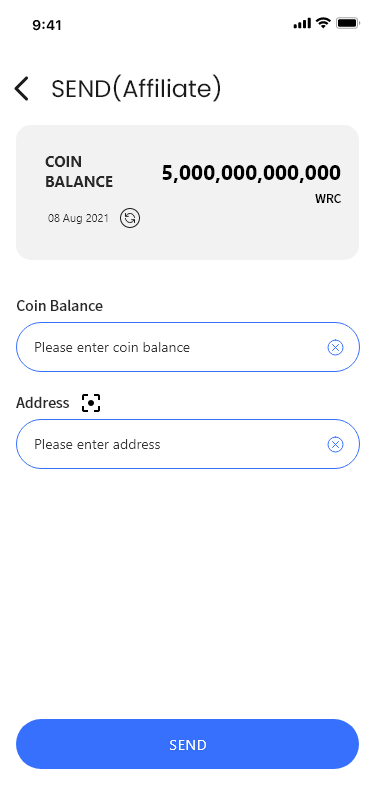 9:41
SEND(Affiliate)
COIN
BALANCE
5,000,000,000,000
WRC
08 Aug 2021
Coin Balance
Please enter coin balance
Address
Please enter address
SEND